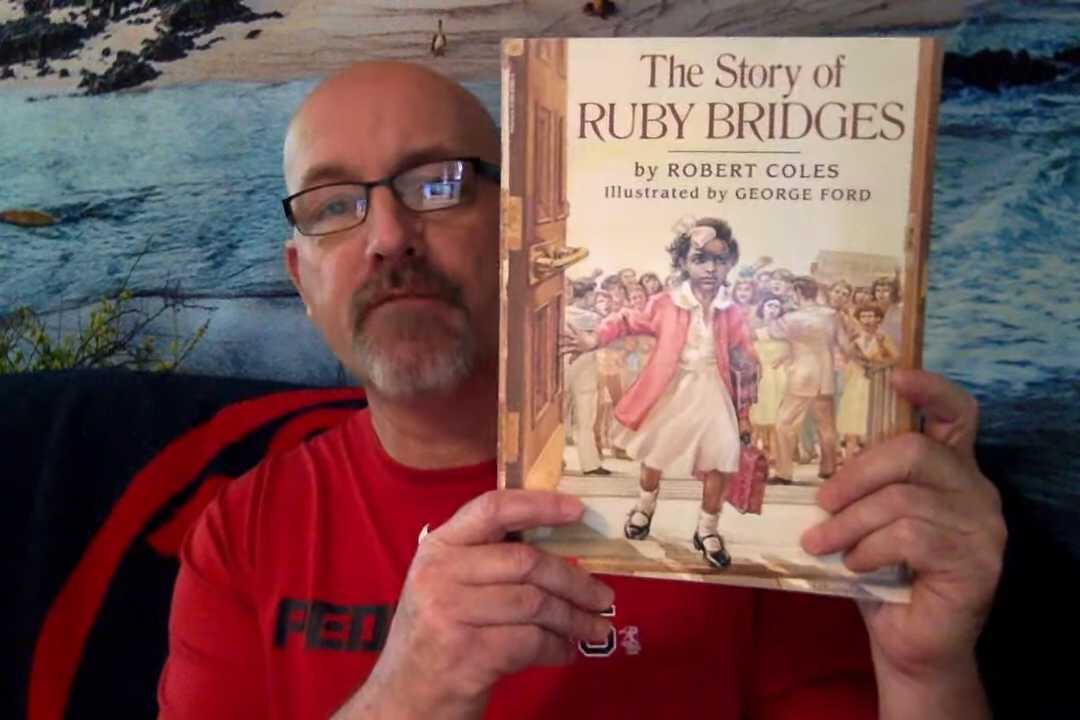 The Story of
RUBY BRIDGES
by ROBERT COLES
Illustrated by GEORGE FORD